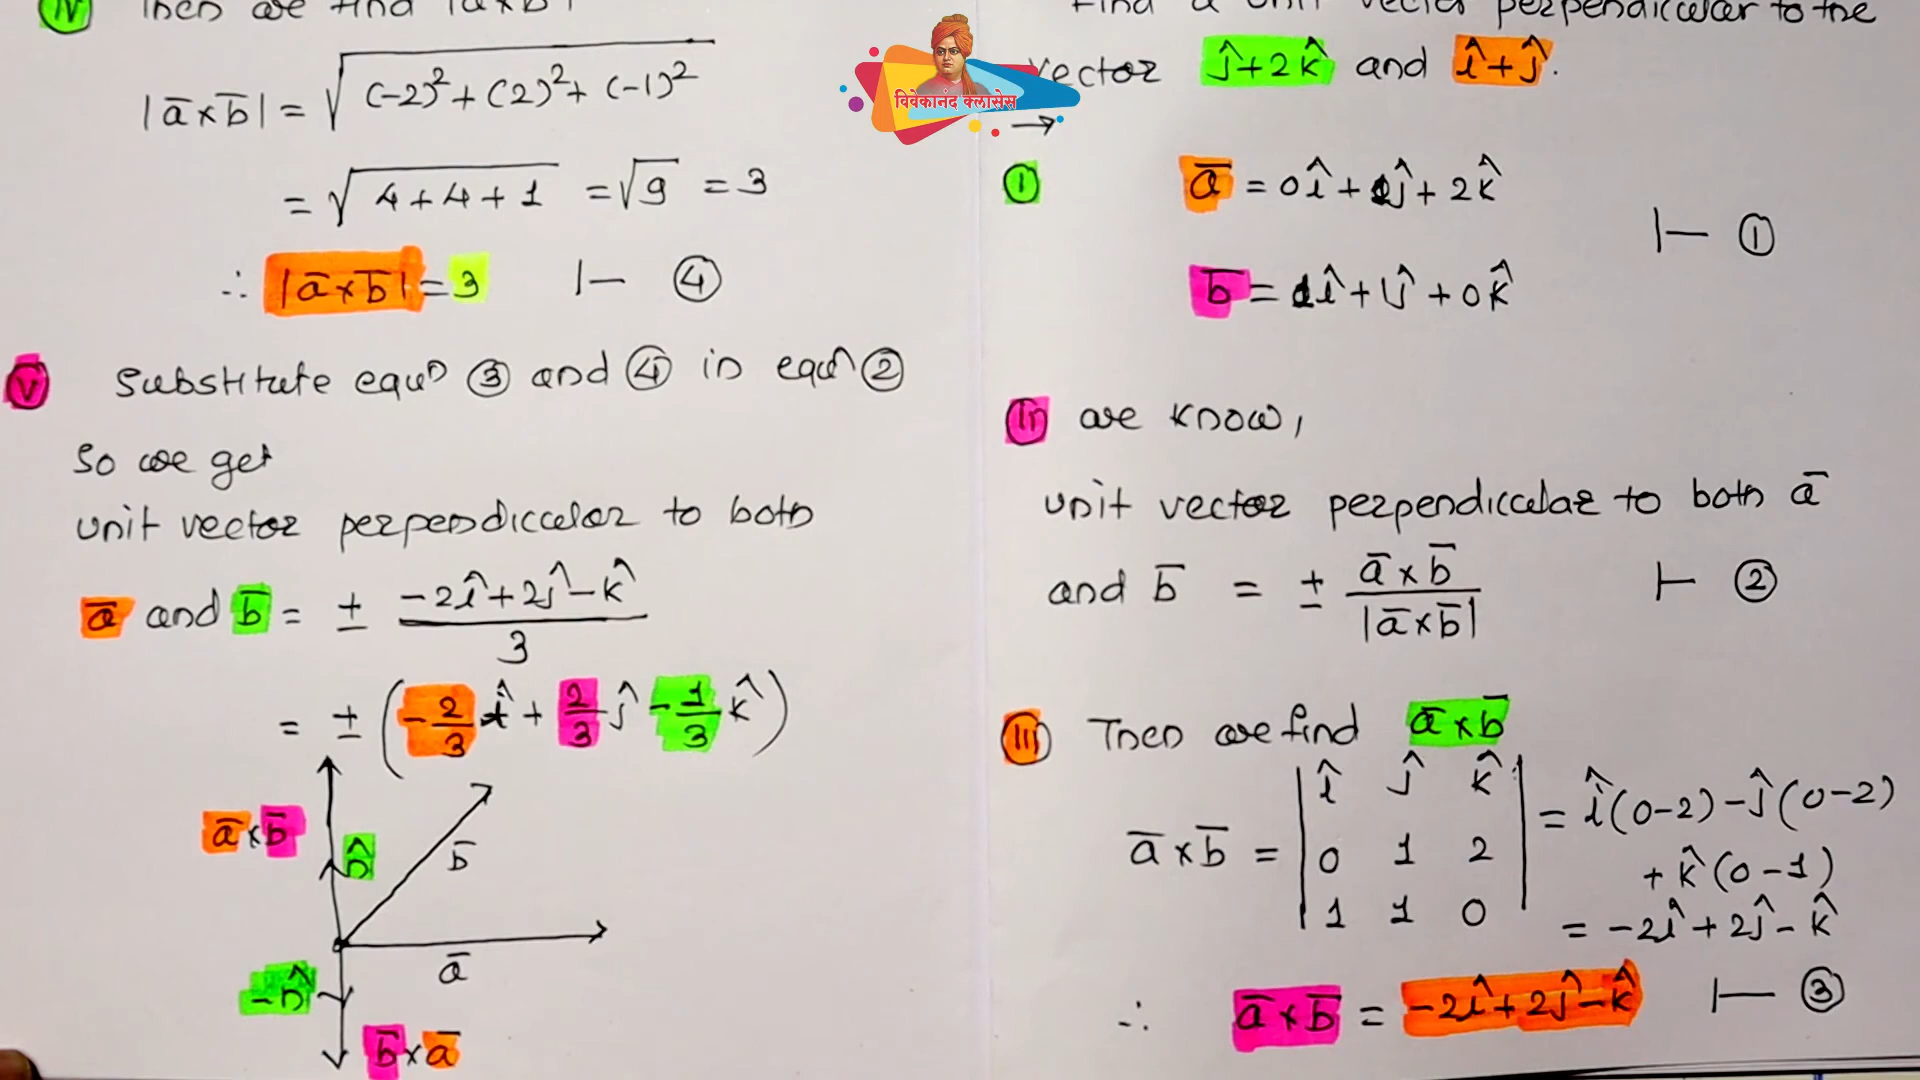 Find a unit vector perpendicular to the
vector ĵ+2k̂ and î+ĵ.
→
विवेकानंद क्लासेस
(i) a̅ = 0î+1ĵ+2k̂
|— ①
b̅ = 1î+1ĵ+0k̂
(ii) we know,
unit vector perpendicular to both a̅
and b̅ = ± a̅×b̅ / |a̅×b̅| |— ②
(iii) Then we find a̅×b̅
a̅×b̅ = | î ĵ k̂ |
| 0 1 2 |
| 1 1 0 |
= î(0-2)-ĵ(0-2)
+k̂(0-1)
= -2î+2ĵ-k̂
∴ a̅×b̅ = -2î+2ĵ-k̂ |— ③
(iv) Then we find |a̅×b̅|
|a̅×b̅| = √((-2)²+(2)²+(-1)²)
= √(4+4+1) = √9 = 3
∴ |a̅×b̅| = 3 |— ④
(v) substitute equn ③ and ④ in equn ②
so we get
unit vector perpendicular to both
a̅ and b̅ = ± (-2î+2ĵ-k̂) / 3
= ± (-2/3 î + 2/3 ĵ - 1/3 k̂)
a̅×b̅
n̂
b̅
a̅
-n̂
b̅×a̅